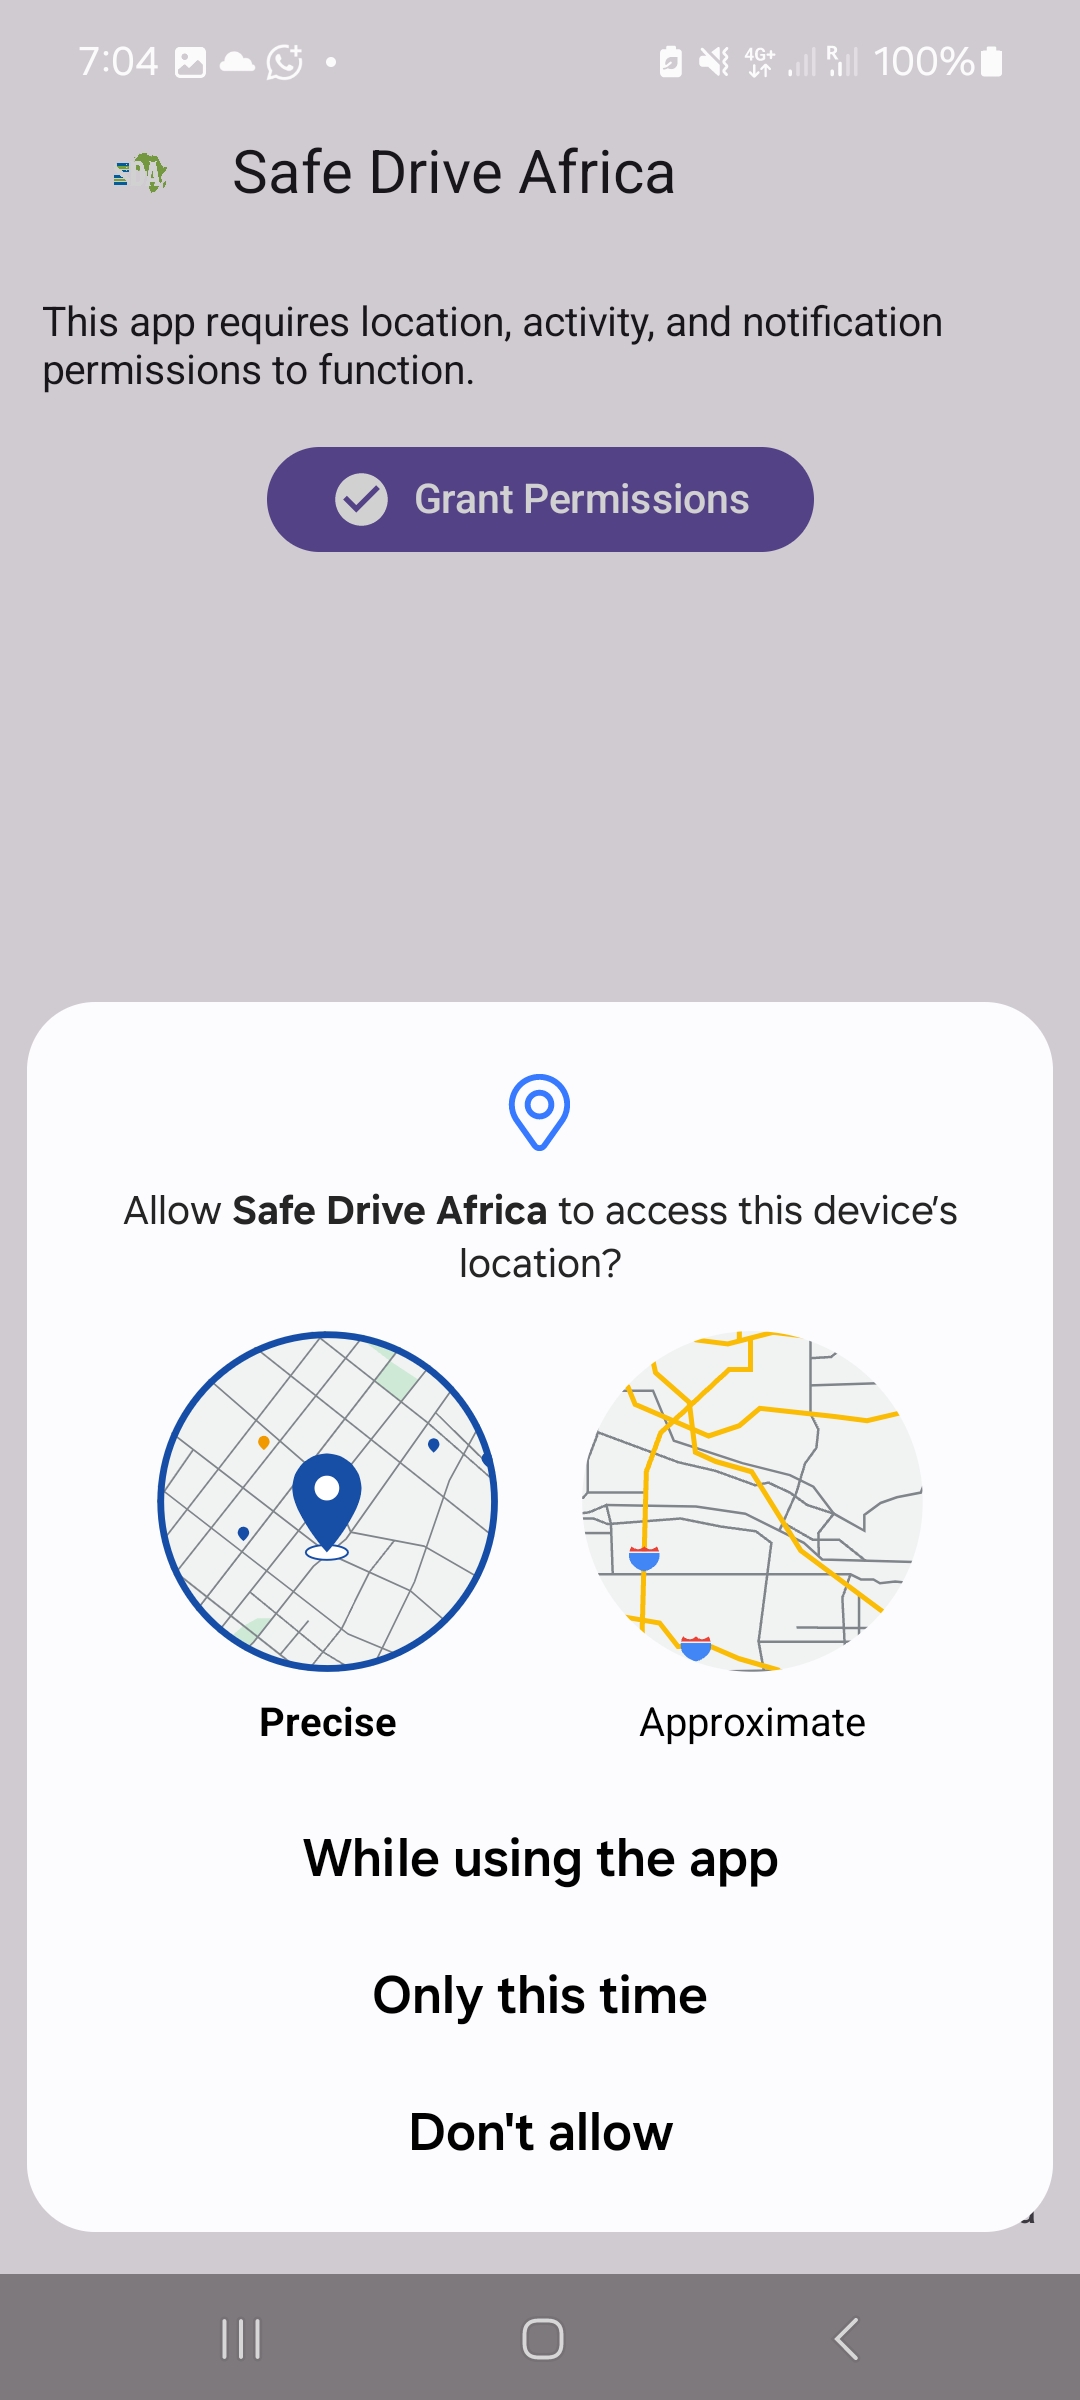 7:04
4G+
R
100%
Safe Drive Africa
This app requires location, activity, and notification
permissions to function.
Grant Permissions
Allow Safe Drive Africa to access this device's
location?
Precise
Approximate
While using the app
Only this time
Don't allow